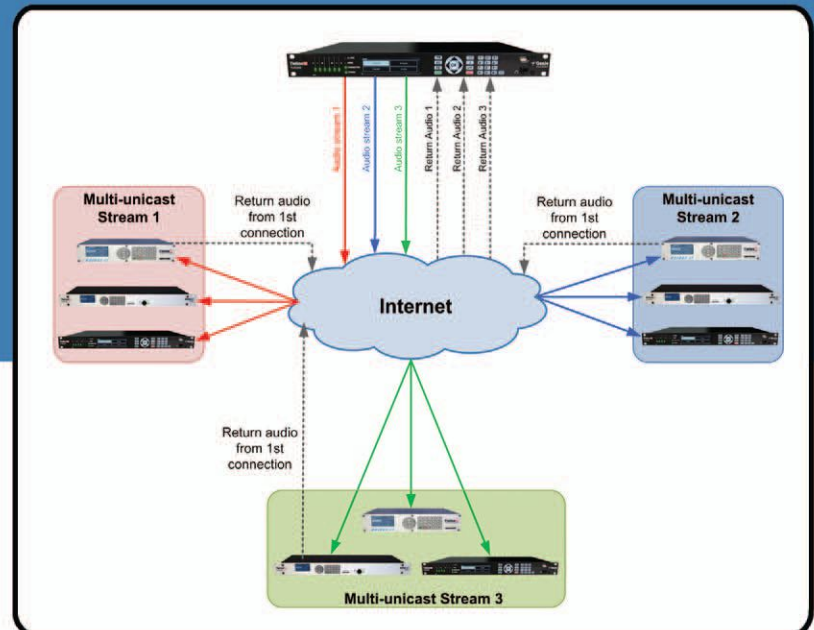 Audio stream 1
Audio stream 2
Audio stream 3
Return Audio 1
Return Audio 2
Return Audio 3
Multi-unicast
Stream 1
Return audio
from 1st
connection
Return audio
from 1st
connection
Multi-unicast
Stream 2
Internet
Return audio
from 1st
connection
Multi-unicast Stream 3